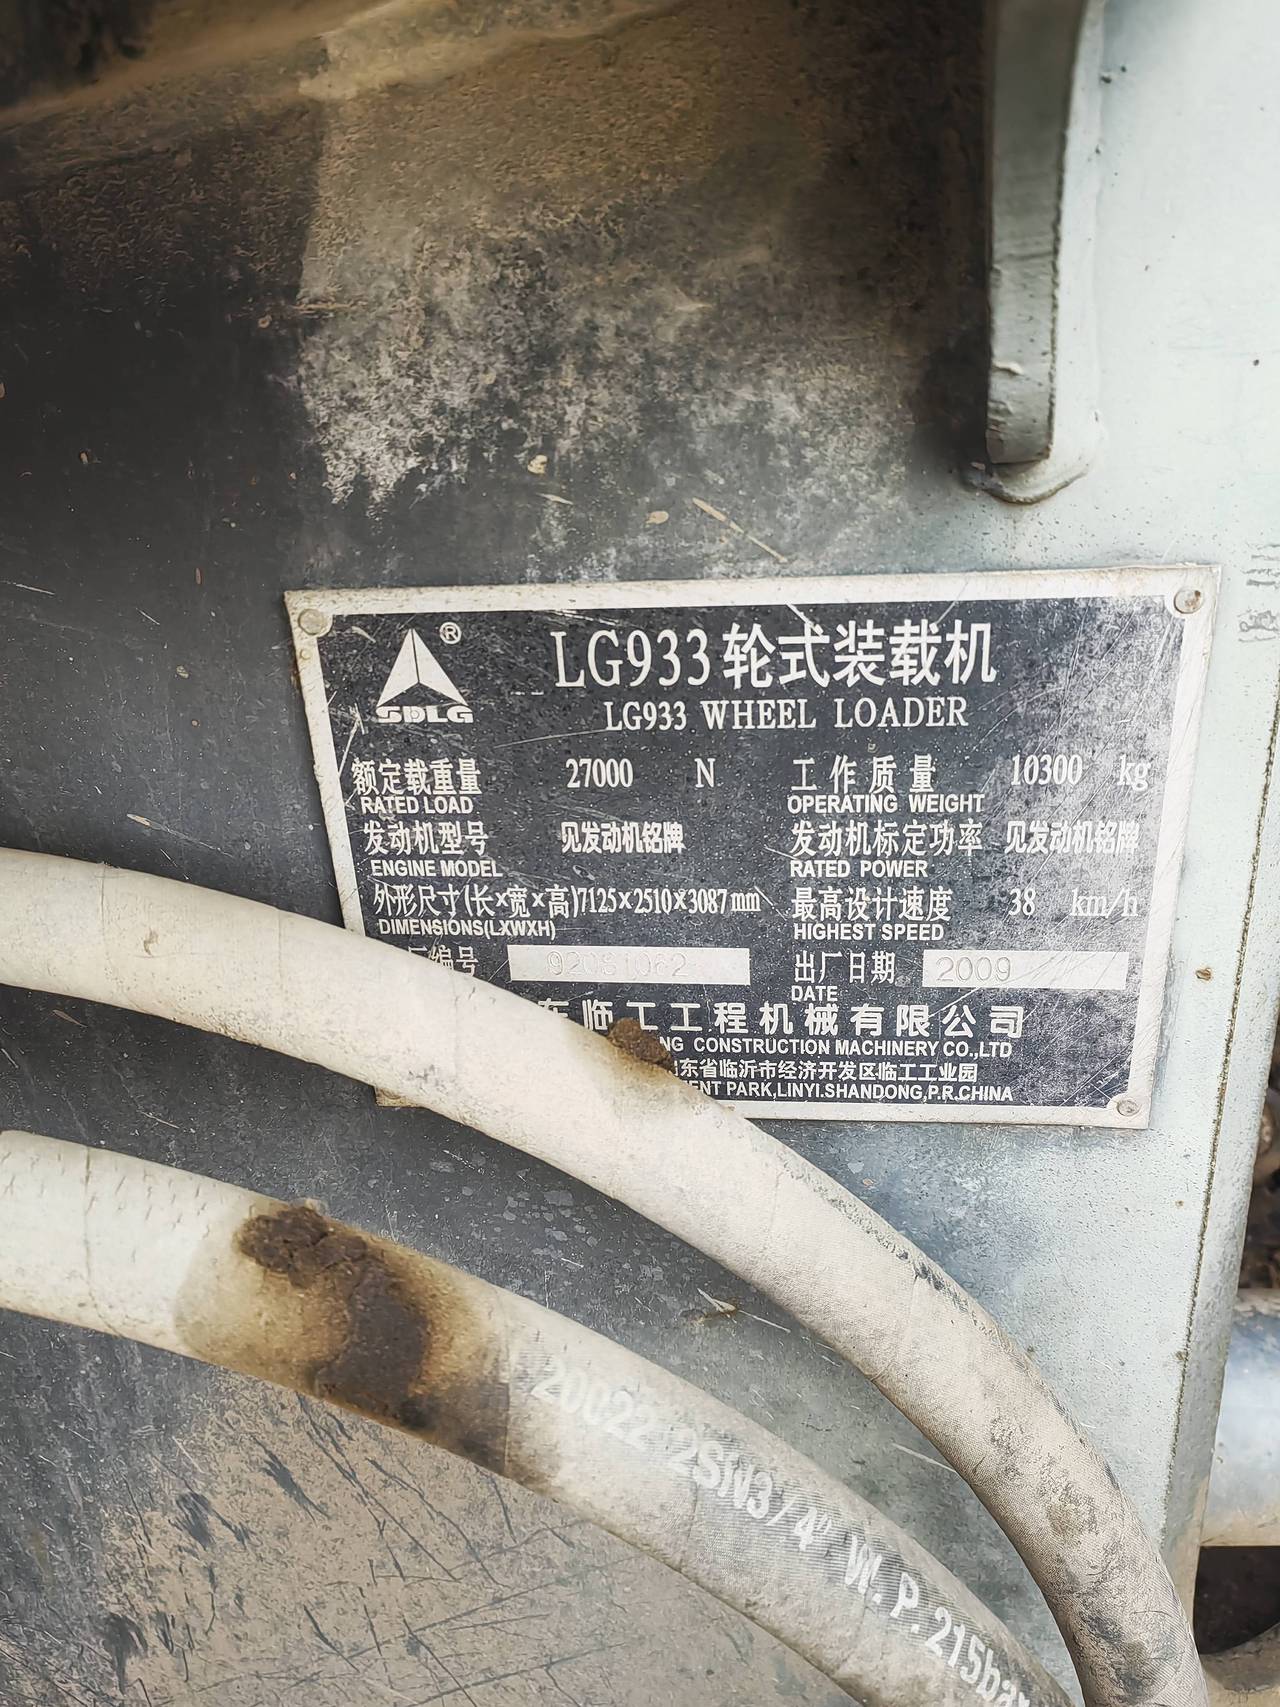 ®
SDLG
LG933轮式装载机
LG933 WHEEL LOADER
额定载重量 27000 N 工作质量 10300 kg
RATED LOAD OPERATING WEIGHT
发动机型号 见发动机铭牌 发动机标定功率 见发动机铭牌
ENGINE MODEL RATED POWER
外形尺寸(长×宽×高)7125×2510×3087mm 最高设计速度 38 km/h
DIMENSIONS(LXWXH) HIGHEST SPEED
编号 出厂日期 2009
DATE
临工工程机械有限公司
NG CONSTRUCTION MACHINERY CO.,LTD
东省临沂市经济开发区临工工业园
ENT PARK,LINYI.SHANDONG,P.R.CHINA
20022-2SN3/4" W.P.215bar